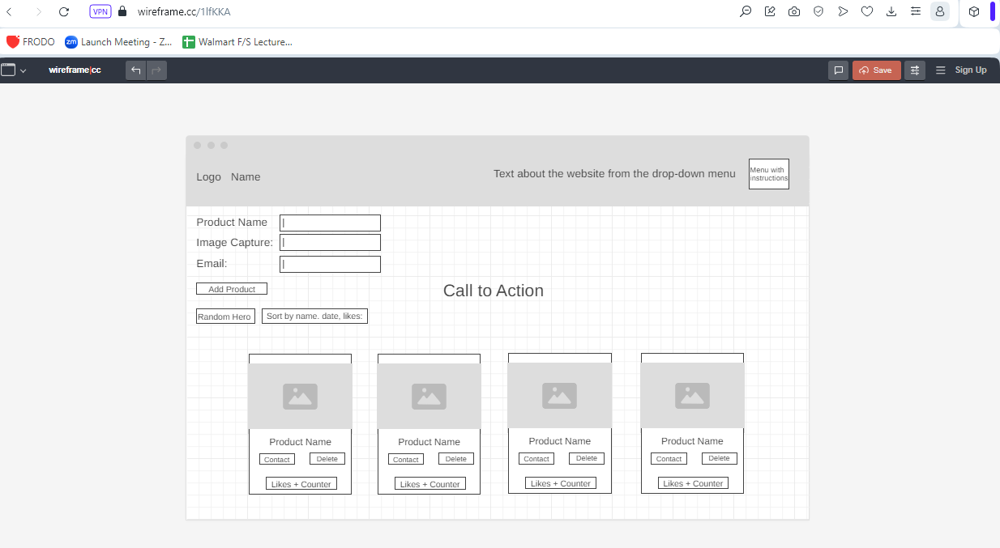 VPN wireframe.cc/1lfKKA
FRODO zm Launch Meeting - Z... Walmart F/S Lecture...
wireframe|cc Save Sign Up
Logo Name Text about the website from the drop-down menu Menu with
instructions
Product Name |
Image Capture: |
Email: |
Add Product
Call to Action
Random Hero Sort by name. date, likes:
Product Name Product Name Product Name Product Name
Contact Delete Contact Delete Contact Delete Contact Delete
Likes + Counter Likes + Counter Likes + Counter Likes + Counter